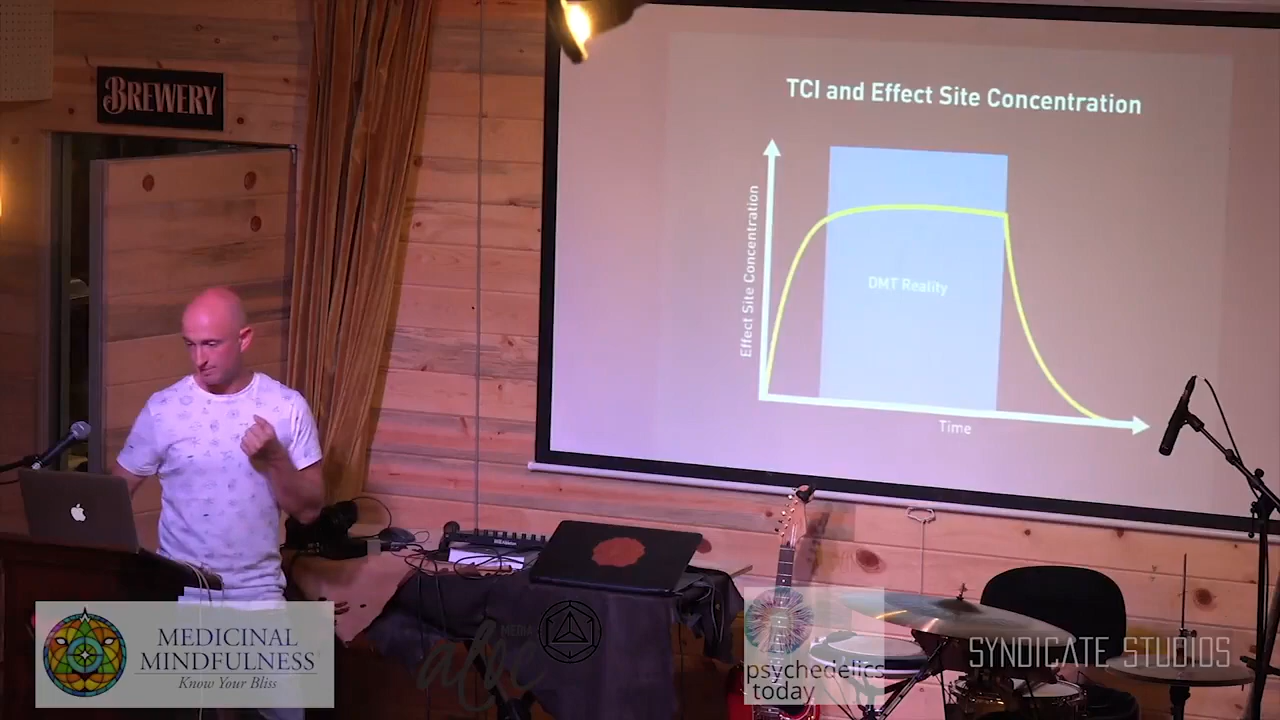 BREWERY
TCI and Effect Site Concentration
Effect Site Concentration
DMT Reality
Time
MEDICINAL
MINDFULNESS
Know Your Bliss
MEDIA
psychedelics
today
SYNDICATE STUDIOS